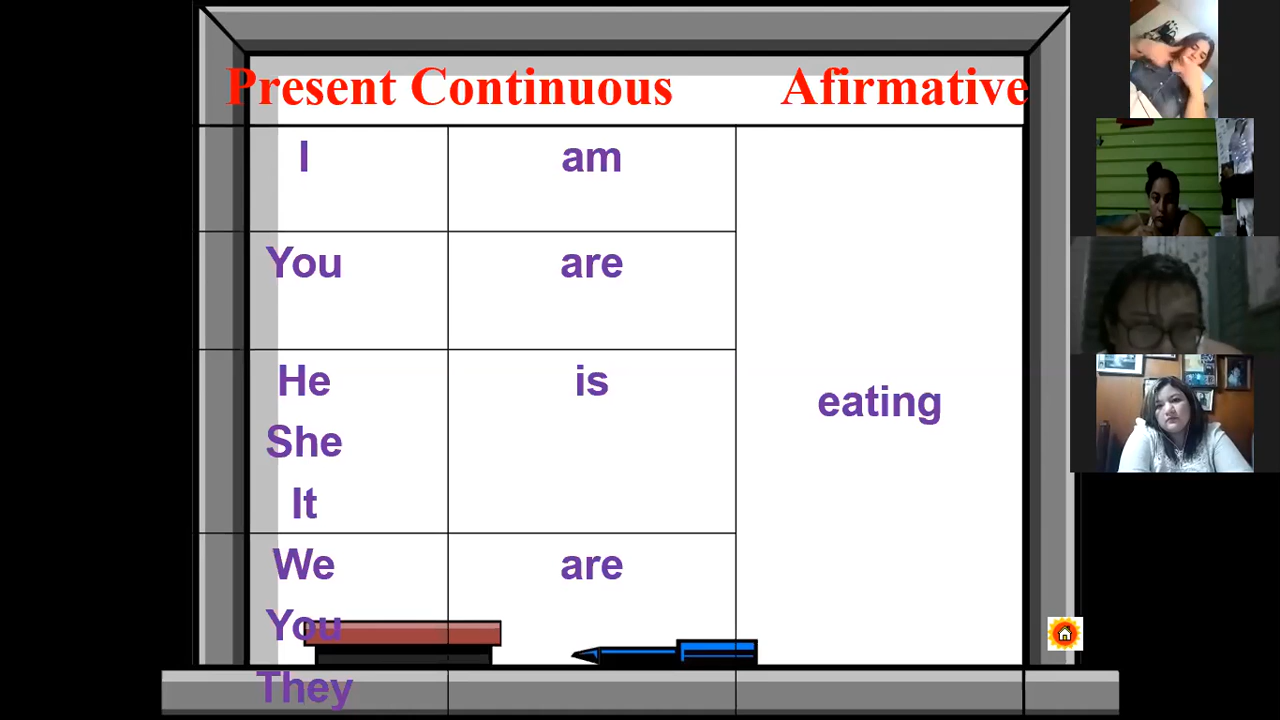 Present Continuous Afirmative
I am
You are
He is
She
It
eating
We are
You
They